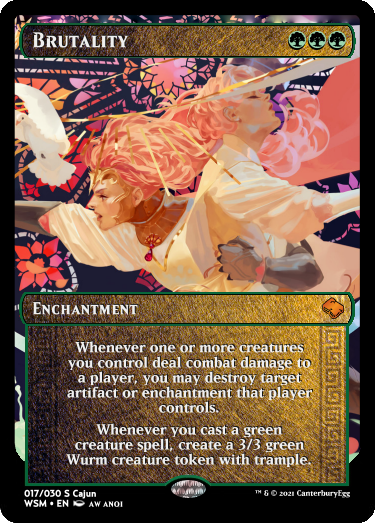 BRUTALITY
ENCHANTMENT
Whenever one or more creatures
you control deal combat damage to
a player, you may destroy target
artifact or enchantment that player
controls.
Whenever you cast a green
creature spell, create a 3/3 green
Wurm creature token with trample.
017/030 S Cajun
WSM • EN AW ANOI
™ & © 2021 CanterburyEgg